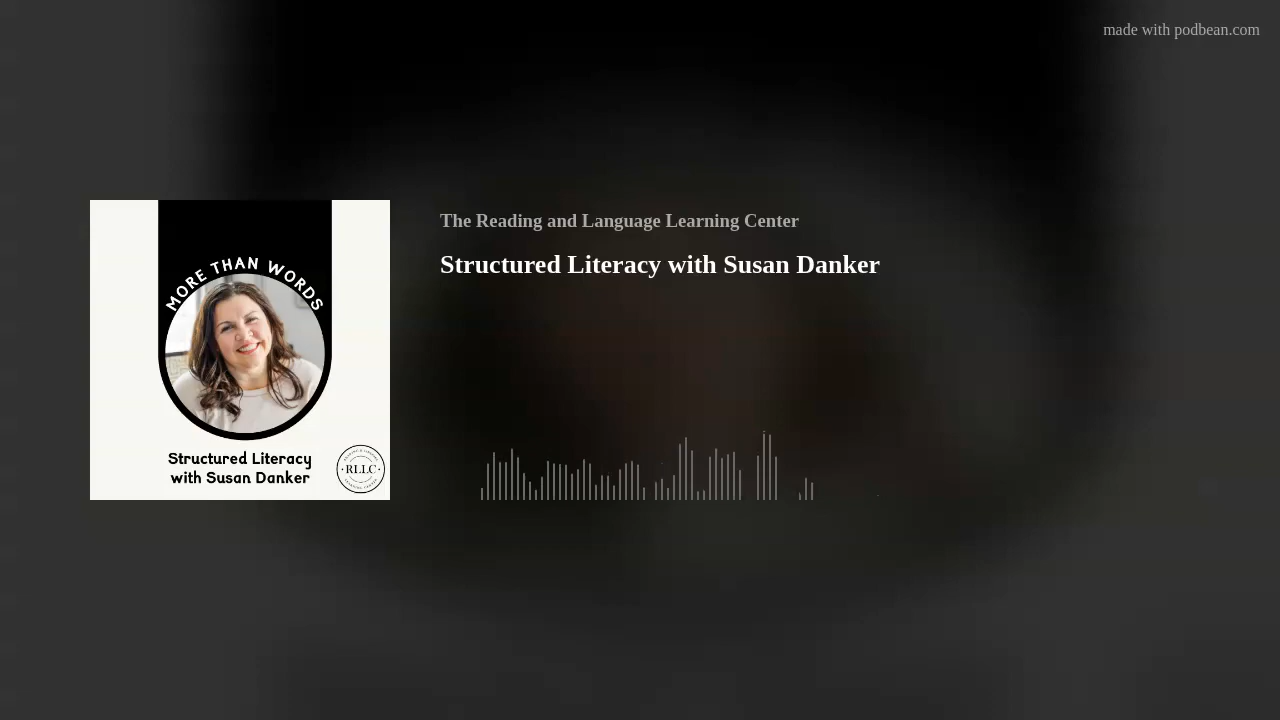 made with podbean.com
The Reading and Language Learning Center
Structured Literacy with Susan Danker
MORE THAN WORDS
Structured Literacy
with Susan Danker
RLLC